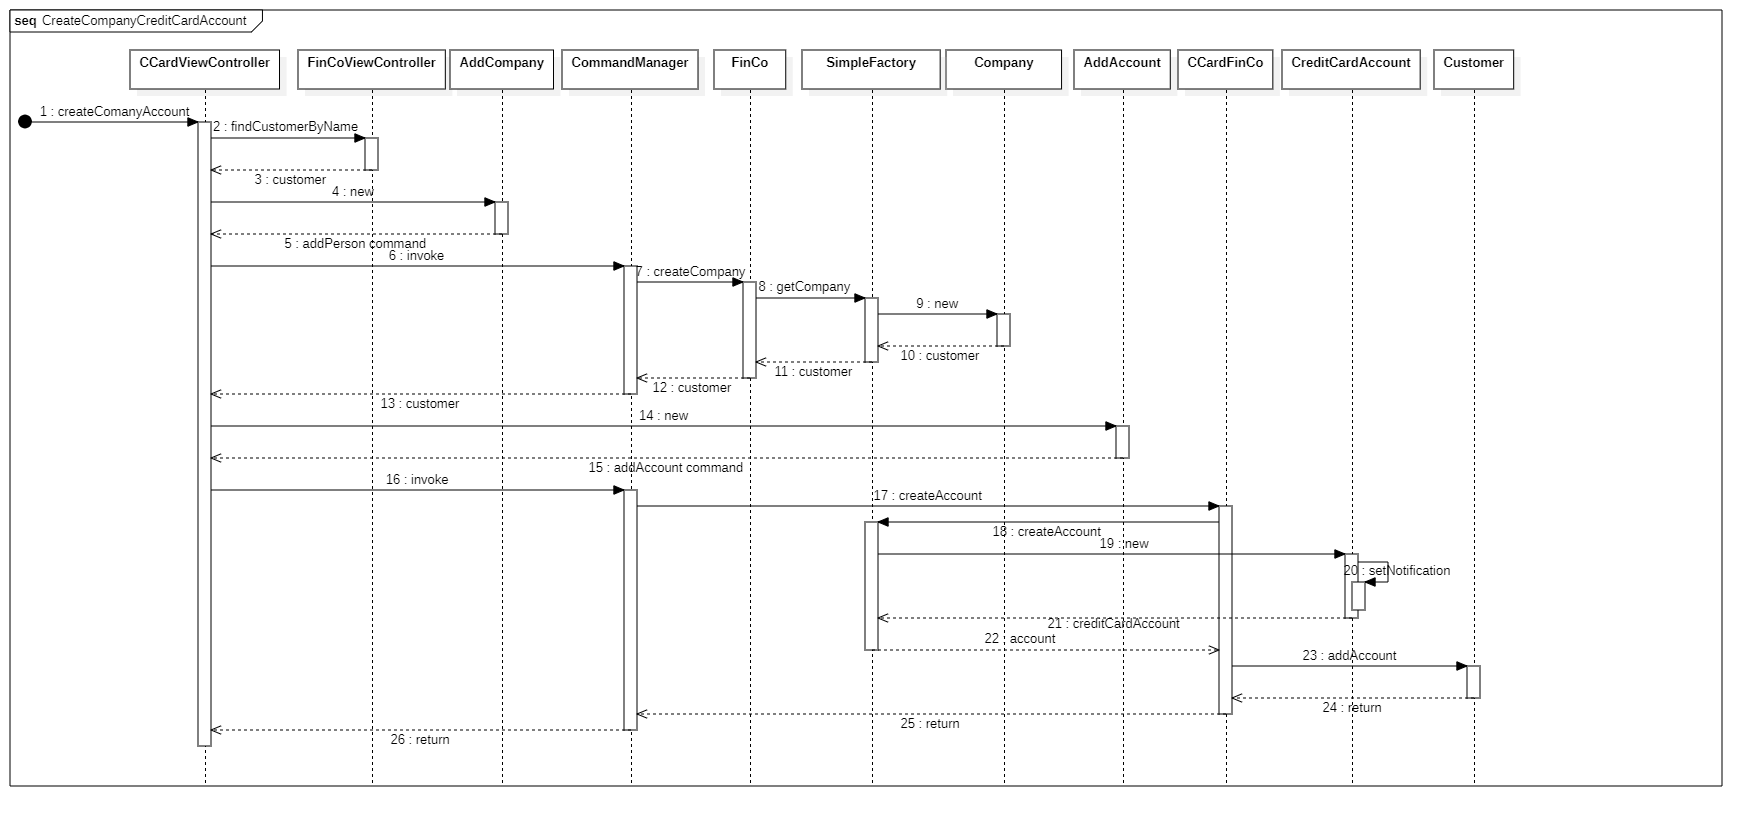 seq CreateCompanyCreditCardAccount
CCardViewController FinCoViewController AddCompany CommandManager FinCo SimpleFactory Company AddAccount CCardFinCo CreditCardAccount Customer
1 : createComanyAccount
2 : findCustomerByName
3 : customer
4 : new
5 : addPerson command
6 : invoke
7 : createCompany
8 : getCompany
9 : new
10 : customer
11 : customer
12 : customer
13 : customer
14 : new
15 : addAccount command
16 : invoke
17 : createAccount
18 : createAccount
19 : new
20 : setNotification
21 : creditCardAccount
22 : account
23 : addAccount
24 : return
25 : return
26 : return